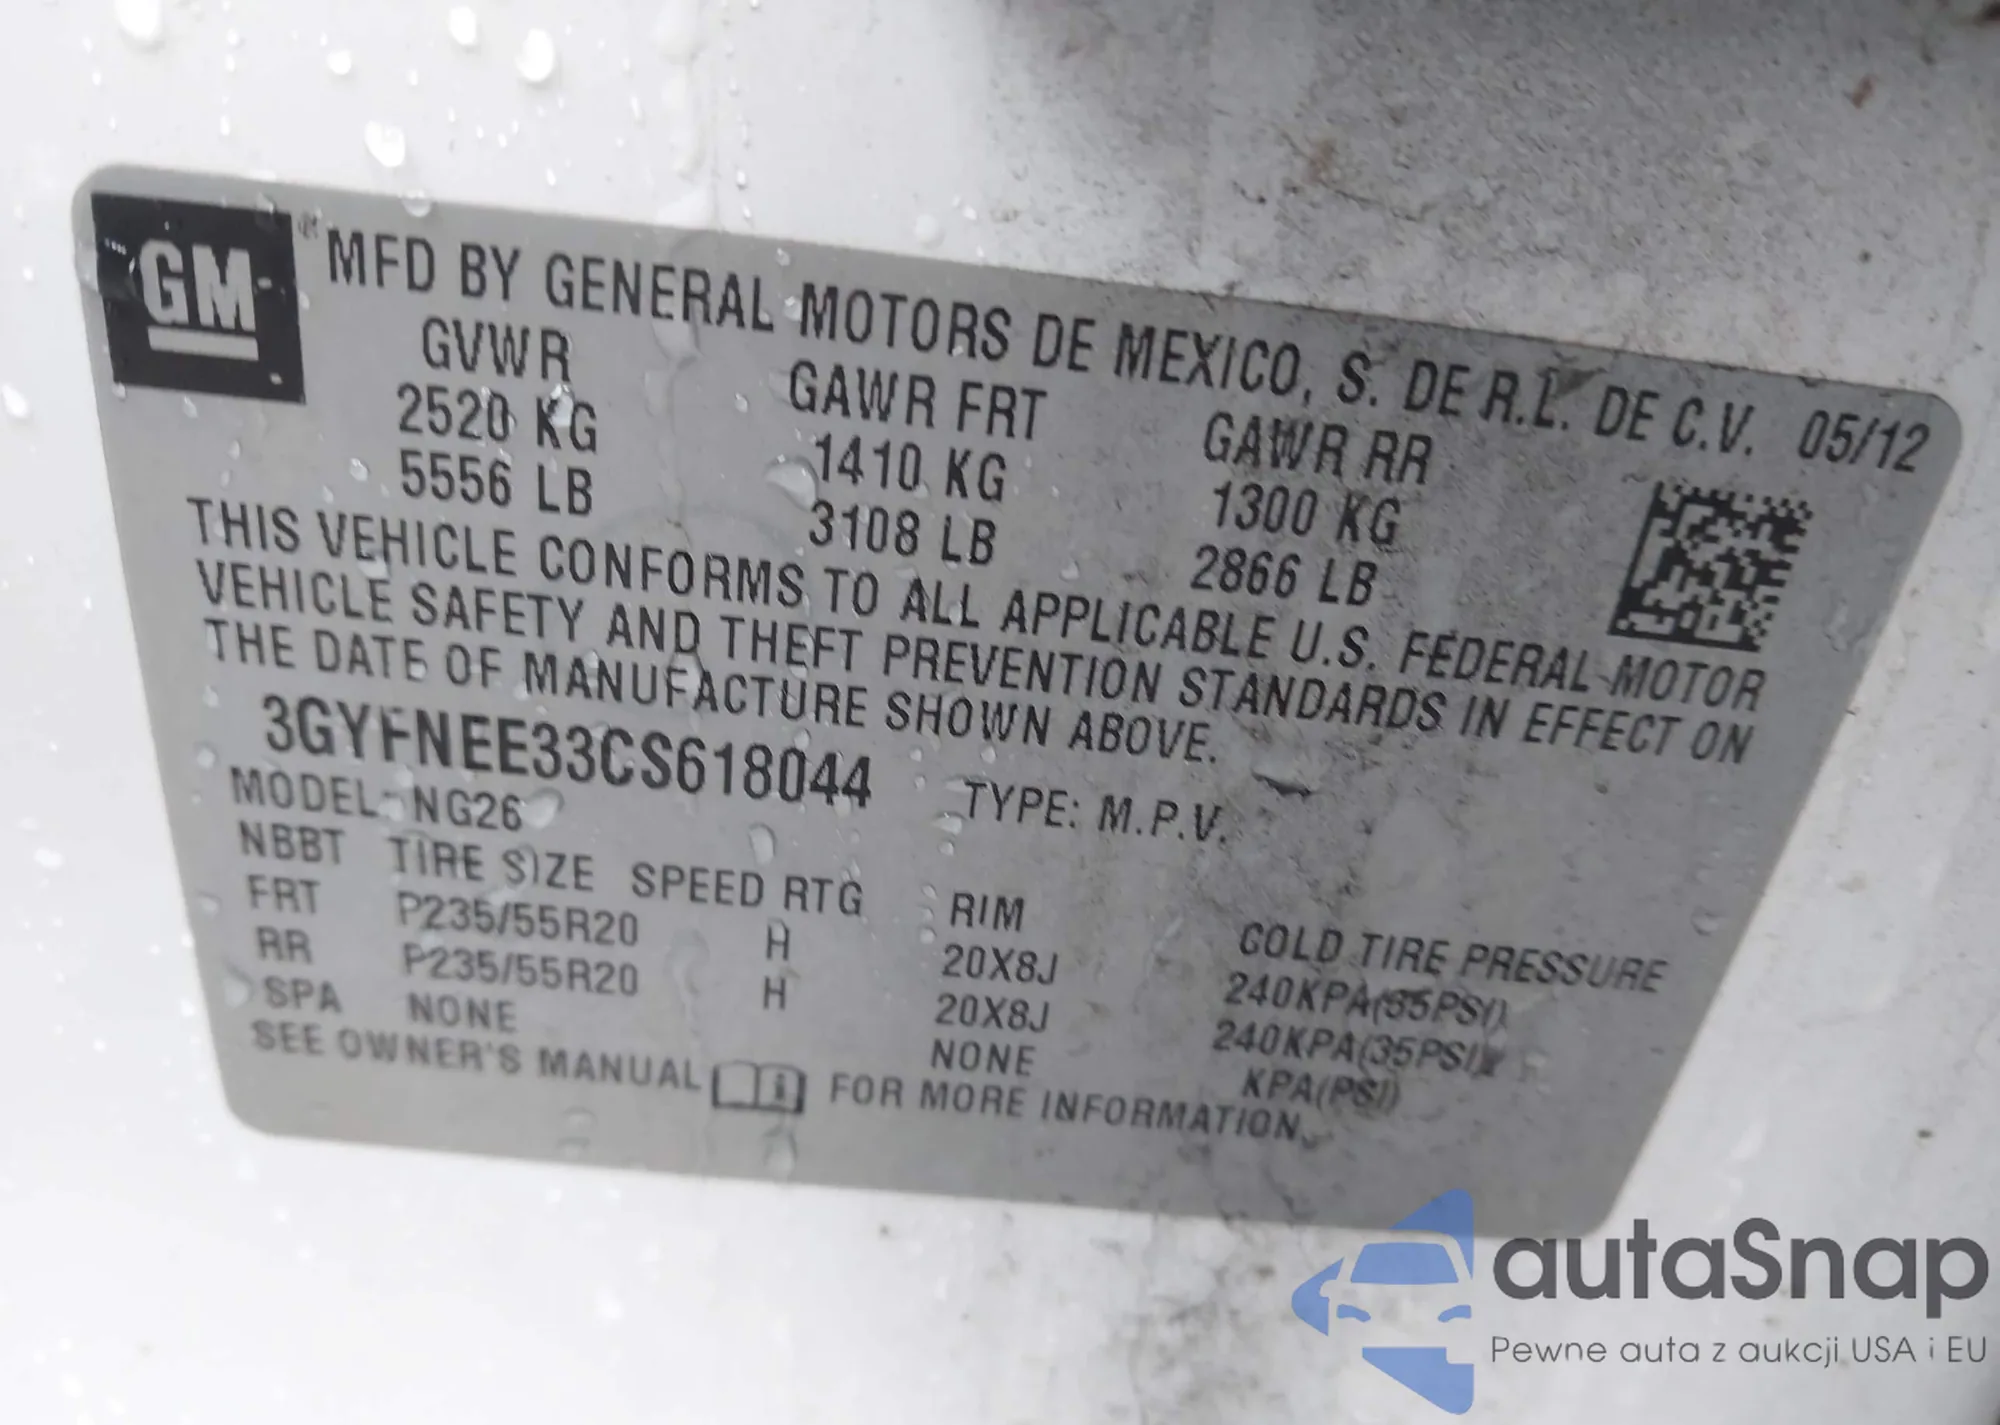 GM
MFD BY GENERAL MOTORS DE MEXICO, S. DE R.L. DE C.V. 05/12
GVWR GAWR FRT GAWR RR
2520 KG 1410 KG 1300 KG
5556 LB 3108 LB 2866 LB
THIS VEHICLE CONFORMS TO ALL APPLICABLE U.S. FEDERAL MOTOR
VEHICLE SAFETY AND THEFT PREVENTION STANDARDS IN EFFECT ON
THE DATE OF MANUFACTURE SHOWN ABOVE.
3GYFNEE33CS618044 TYPE: M.P.V.
MODEL: NG26
NBBT TIRE SIZE SPEED RTG RIM COLD TIRE PRESSURE
FRT P235/55R20 H 20X8J 240KPA(35PSI)
RR P235/55R20 H 20X8J 240KPA(35PSI)
SPA NONE NONE KPA(PSI)
SEE OWNER'S MANUAL FOR MORE INFORMATION.
autaSnap
Pewne auta z aukcji USA i EU